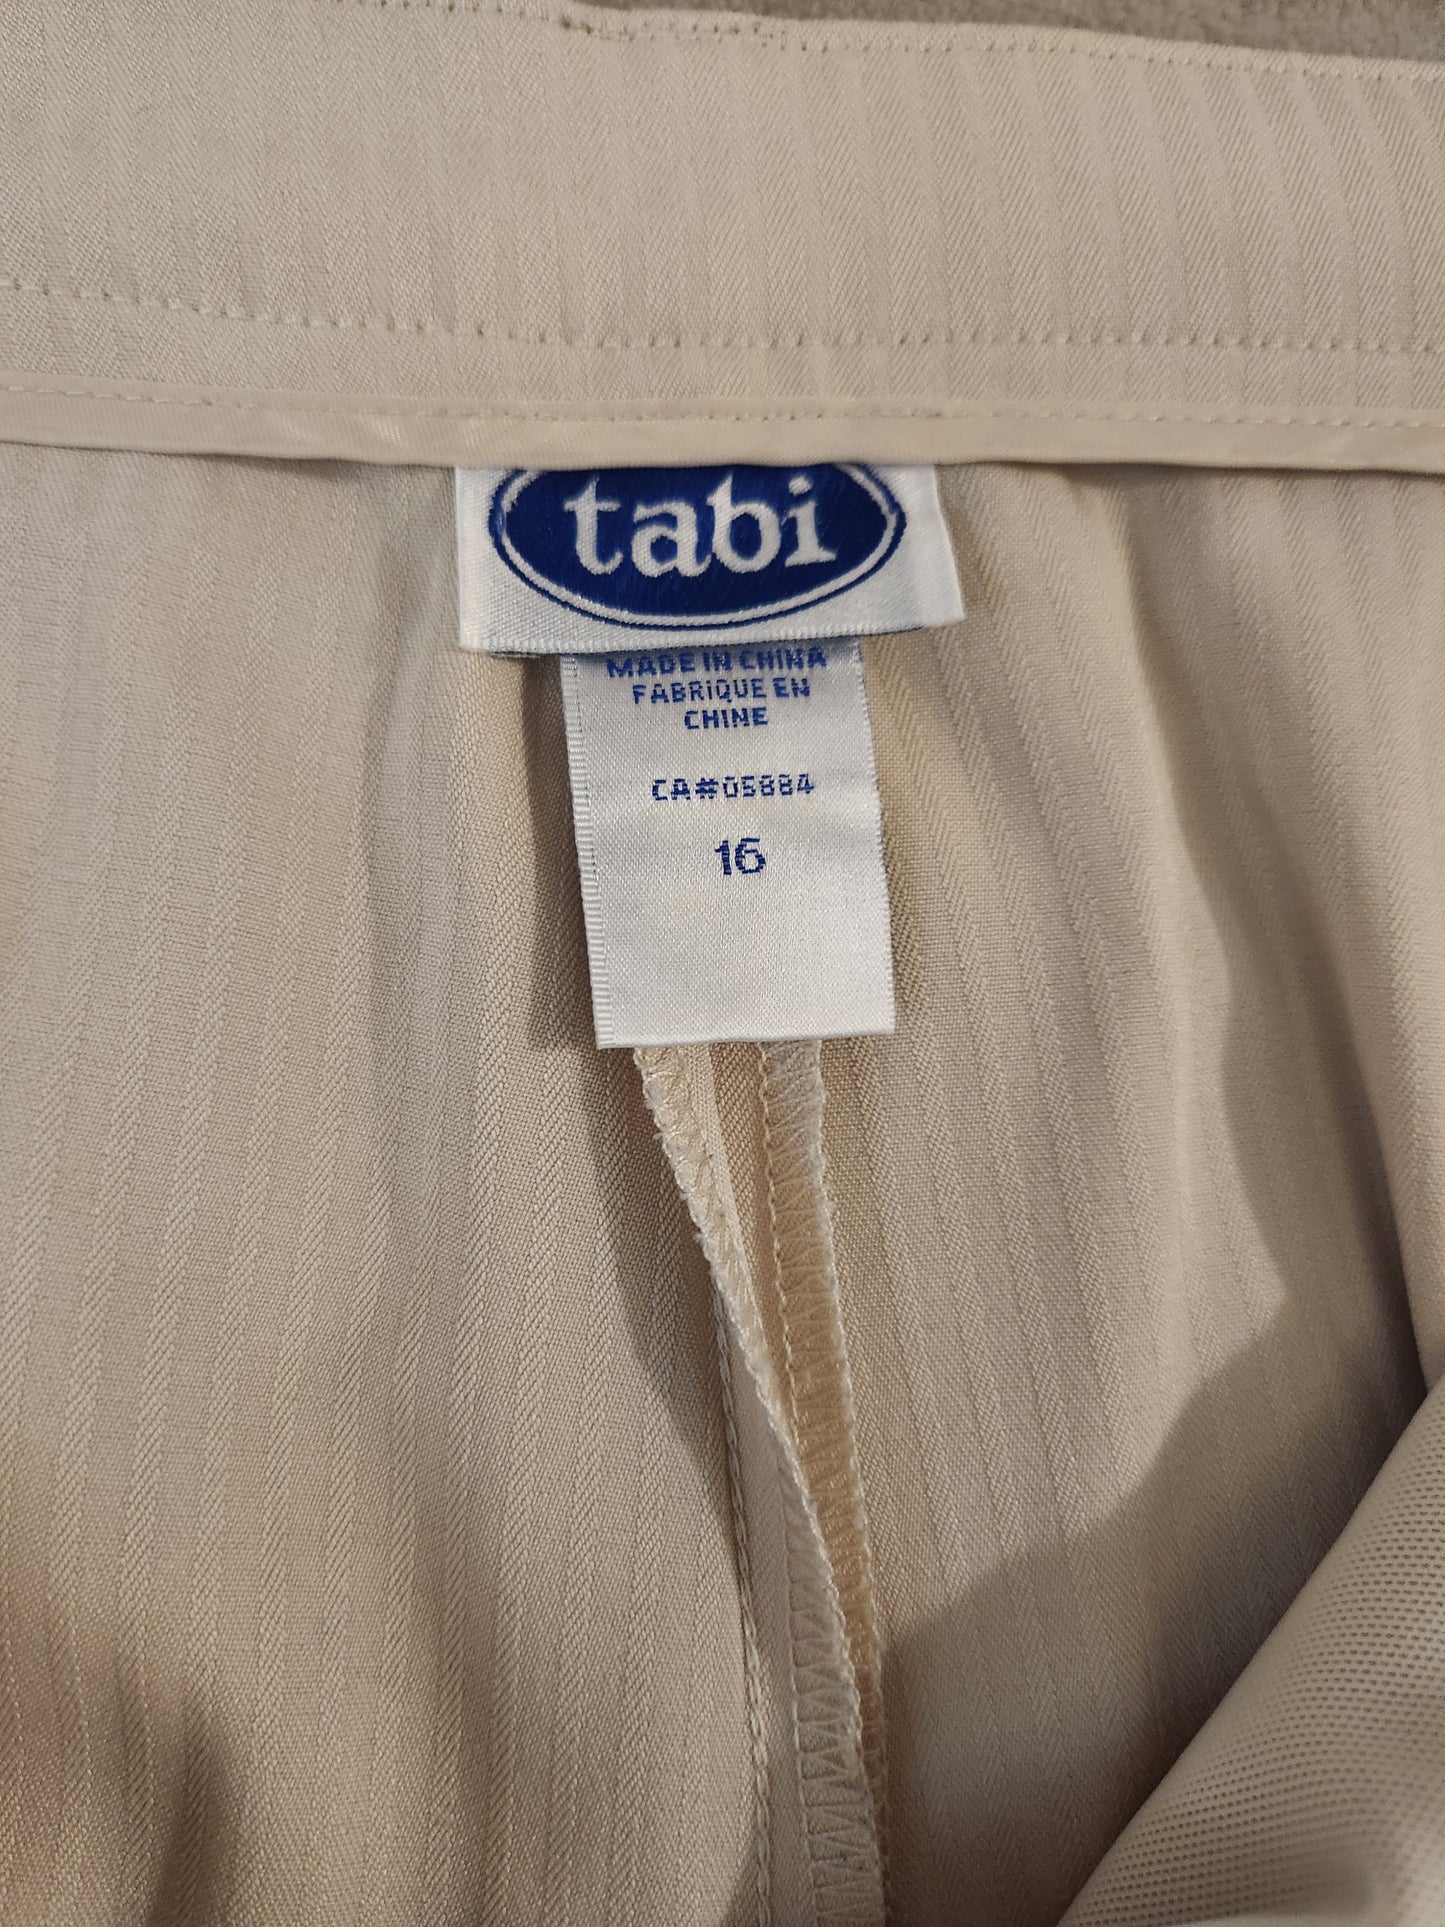 tabi
MADE IN CHINA
FABRIQUE EN
CHINE
CA#05884
16